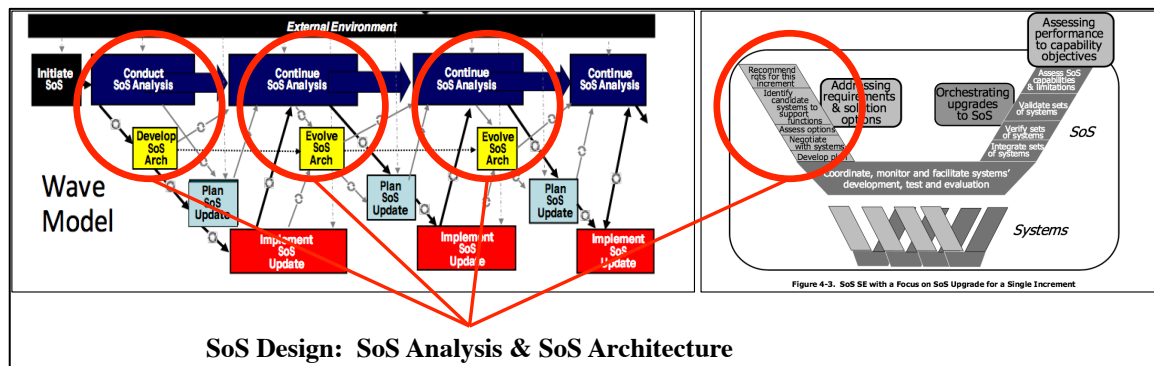 External Environment
Initiate
SoS
Conduct
SoS Analysis
Continue
SoS Analysis
Continue
SoS Analysis
Continue
SoS Analysis
Develop
SoS
Arch
Evolve
SoS
Arch
Evolve
SoS
Arch
Wave
Model
Plan
SoS
Update
Plan
SoS
Update
Plan
SoS
Update
Implement
SoS
Update
Implement
SoS
Update
Implement
SoS
Update
Assessing
performance
to capability
objectives
Recommend
rqts for this
increment
Identify
candidate
systems to
support
functions
Assess options
Negotiate
with systems
Develop plan
Addressing
requirements
& solution
options
Orchestrating
upgrades
to SoS
Assess SoS
capabilities
& limitations
Validate sets
of systems
Verify sets
of systems
Integrate sets
of systems
SoS
Coordinate, monitor and facilitate systems'
development, test and evaluation
Systems
Figure 4-3. SoS SE with a Focus on SoS Upgrade for a Single Increment
SoS Design: SoS Analysis & SoS Architecture